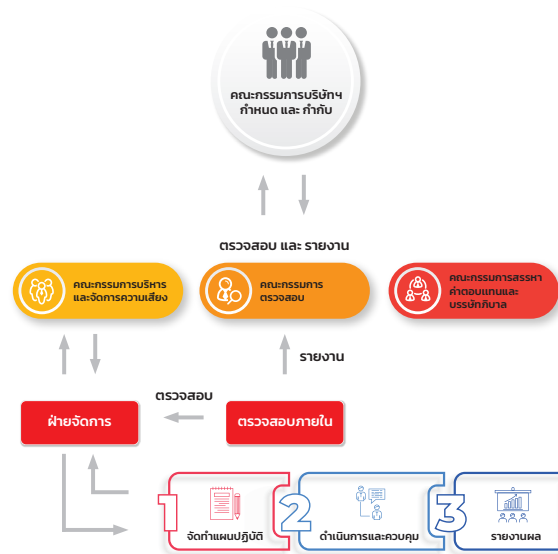 คณะกรรมการบริษัทฯ
กำหนด และ กำกับ
ตรวจสอบ และ รายงาน
คณะกรรมการบริหาร
และจัดการความเสี่ยง
คณะกรรมการ
ตรวจสอบ
คณะกรรมการสรรหา
ค่าตอบแทนและ
บรรษัทภิบาล
รายงาน
ตรวจสอบ
ฝ่ายจัดการ
ตรวจสอบภายใน
1
จัดทำแผนปฏิบัติ
2
ดำเนินการและควบคุม
3
รายงานผล